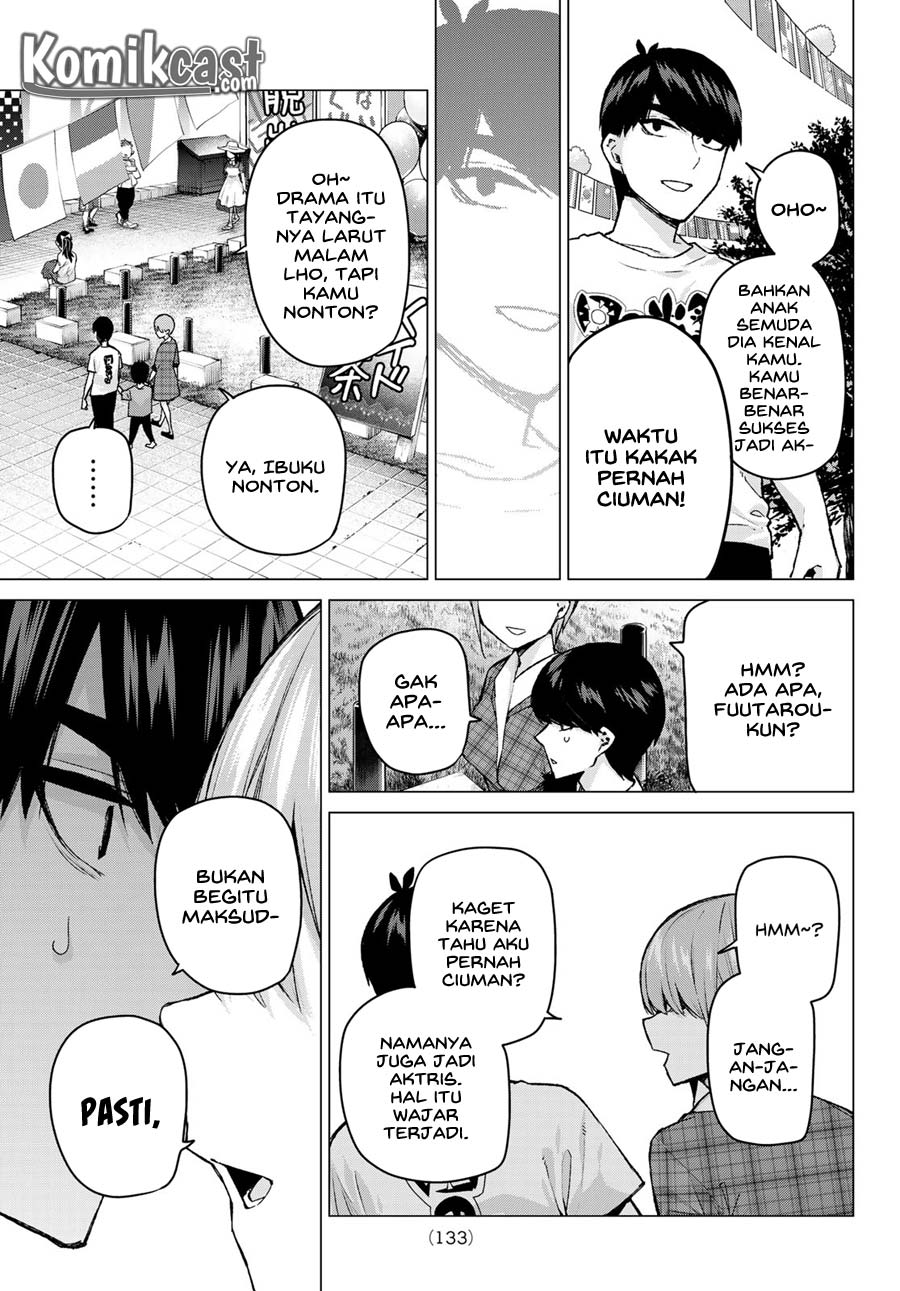 Komikcast
.com
OHO~
BAHKAN
ANAK
SEMUDA
DIA KENAL
KAMU.
KAMU
BENAR-
BENAR
SUKSES
JADI AK-
WAKTU
ITU KAKAK
PERNAH
CIUMAN!
OH~
DRAMA ITU
TAYANG-
NYA LARUT
MALAM
LHO, TAPI
KAMU
NONTON?
YA, IBUKU
NONTON.
......
HMM?
ADA APA,
FUUTAROU-
KUN?
GAK
APA-
APA...
HMM~?
JANG-
AN-JA-
NGAN...
KAGET
KARENA
TAHU AKU
PERNAH
CIUMAN?
NAMANYA
JUGA JADI
AKTRIS.
HAL ITU
WAJAR
TERJADI.
BUKAN
BEGITU
MAKSUD-
PASTI,
(133)